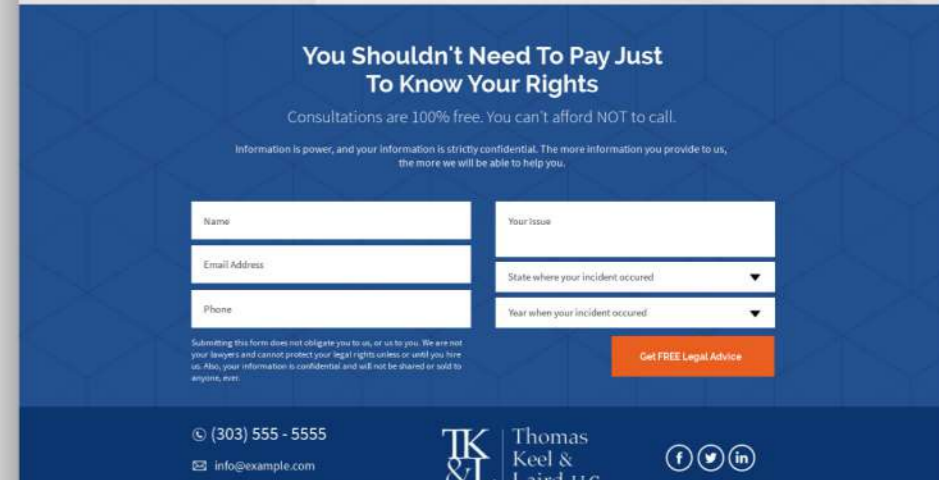 You Shouldn't Need To Pay Just
To Know Your Rights
Consultations are 100% free. You can't afford NOT to call.
Information is power, and your information is strictly confidential. The more information you provide to us,
the more we will be able to help you.
Name
Email Address
Phone
Submitting this form does not obligate you to us, or us to you. We are not
your lawyers and cannot protect your legal rights unless or until you hire
us. Also, your information is confidential and will not be shared or sold to
anyone, ever.
Your Issue
State where your incident occured
Year when your incident occured
Get FREE Legal Advice
(303) 555 - 5555
info@example.com
TK
&L
Thomas
Keel &
Laird LLC
f
in